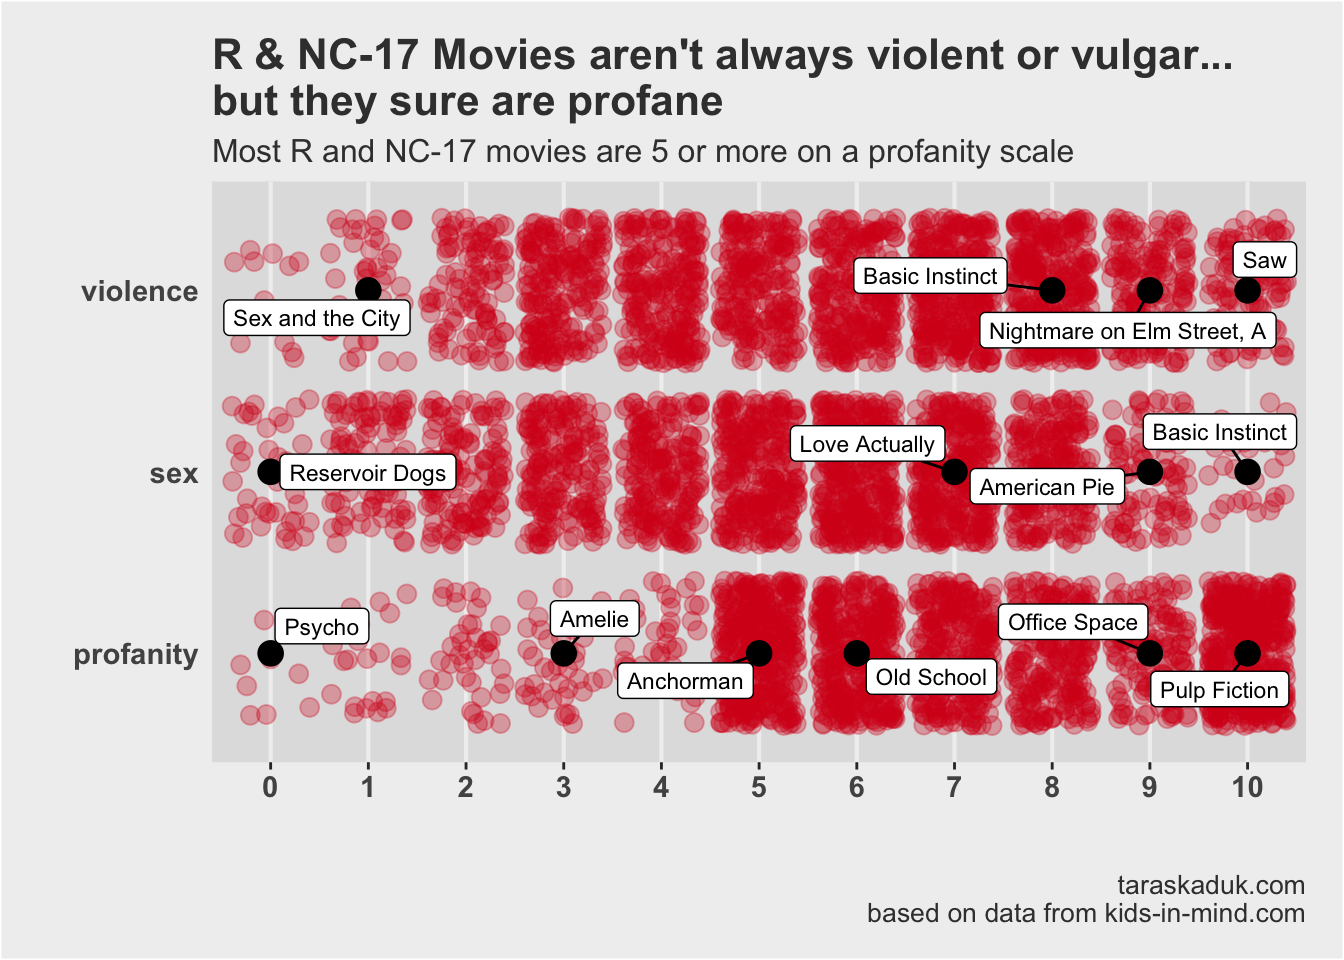 R & NC-17 Movies aren't always violent or vulgar...
but they sure are profane
Most R and NC-17 movies are 5 or more on a profanity scale
violence
Sex and the City
Basic Instinct
Saw
Nightmare on Elm Street, A
sex
Reservoir Dogs
Love Actually
American Pie
Basic Instinct
profanity
Psycho
Amelie
Anchorman
Old School
Office Space
Pulp Fiction
0 1 2 3 4 5 6 7 8 9 10
taraskaduk.com
based on data from kids-in-mind.com